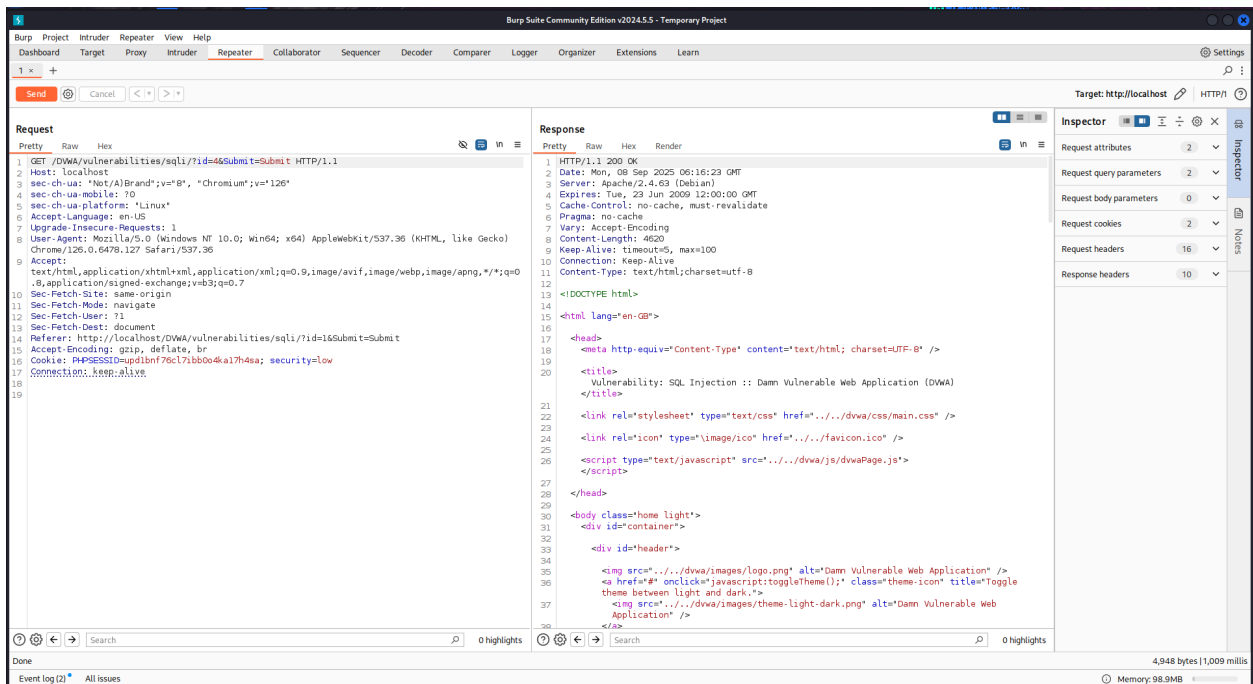 Burp Suite Community Edition v2024.5.5 - Temporary Project
Burp Project Intruder Repeater View Help
Dashboard Target Proxy Intruder Repeater Collaborator Sequencer Decoder Comparer Logger Organizer Extensions Learn Settings
1 × +
Send Cancel < > Target: http://localhost HTTP/1
Request
Pretty Raw Hex \n
1 GET /DVWA/vulnerabilities/sqli/?id=4&Submit=Submit HTTP/1.1
2 Host: localhost
3 sec-ch-ua: "Not/A)Brand";v="8", "Chromium";v="126"
4 sec-ch-ua-mobile: ?0
5 sec-ch-ua-platform: "Linux"
6 Accept-Language: en-US
7 Upgrade-Insecure-Requests: 1
8 User-Agent: Mozilla/5.0 (Windows NT 10.0; Win64; x64) AppleWebKit/537.36 (KHTML, like Gecko)
Chrome/126.0.6478.127 Safari/537.36
9 Accept:
text/html,application/xhtml+xml,application/xml;q=0.9,image/avif,image/webp,image/apng,*/*;q=0
.8,application/signed-exchange;v=b3;q=0.7
10 Sec-Fetch-Site: same-origin
11 Sec-Fetch-Mode: navigate
12 Sec-Fetch-User: ?1
13 Sec-Fetch-Dest: document
14 Referer: http://localhost/DVWA/vulnerabilities/sqli/?id=1&Submit=Submit
15 Accept-Encoding: gzip, deflate, br
16 Cookie: PHPSESSID=upd1bnf76cl7ibb0o4ka17h4sa; security=low
17 Connection: keep-alive
18
19
Search 0 highlights
Response
Pretty Raw Hex Render \n
1 HTTP/1.1 200 OK
2 Date: Mon, 08 Sep 2025 06:16:23 GMT
3 Server: Apache/2.4.63 (Debian)
4 Expires: Tue, 23 Jun 2009 12:00:00 GMT
5 Cache-Control: no-cache, must-revalidate
6 Pragma: no-cache
7 Vary: Accept-Encoding
8 Content-Length: 4620
9 Keep-Alive: timeout=5, max=100
10 Connection: Keep-Alive
11 Content-Type: text/html;charset=utf-8
12
13 <!DOCTYPE html>
14
15 <html lang="en-GB">
16
17 <head>
18 <meta http-equiv="Content-Type" content="text/html; charset=UTF-8" />
19
20 <title>
Vulnerability: SQL Injection :: Damn Vulnerable Web Application (DVWA)
</title>
21
22 <link rel="stylesheet" type="text/css" href="../../dvwa/css/main.css" />
23
24 <link rel="icon" type="\image/ico" href="../../favicon.ico" />
25
26 <script type="text/javascript" src="../../dvwa/js/dvwaPage.js">
</script>
27
28 </head>
29
30 <body class="home light">
31 <div id="container">
32
33 <div id="header">
34
35 <img src="../../dvwa/images/logo.png" alt="Damn Vulnerable Web Application" />
36 <a href="#" onclick="javascript:toggleTheme();" class="theme-icon" title="Toggle
theme between light and dark.">
37 <img src="../../dvwa/images/theme-light-dark.png" alt="Damn Vulnerable Web
Application" />
38 </a>
Search 0 highlights
Inspector
Request attributes 2
Request query parameters 2
Request body parameters 0
Request cookies 2
Request headers 16
Response headers 10
Inspector
Notes
Done 4,948 bytes | 1,009 millis
Event log (2) All issues Memory: 98.9MB